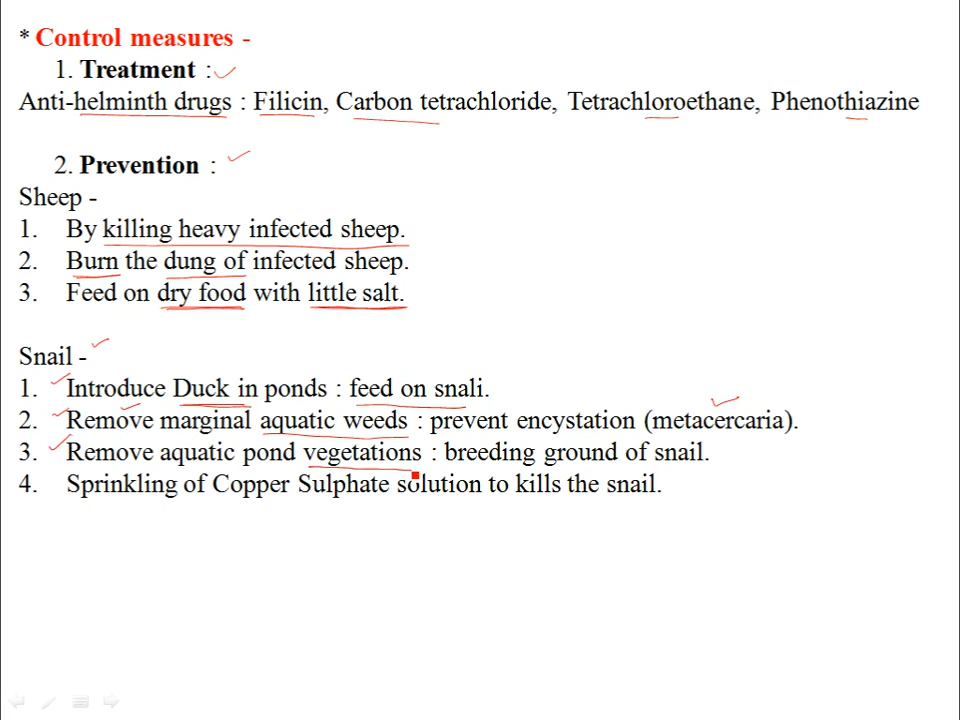 * Control measures -
1. Treatment :
Anti-helminth drugs : Filicin, Carbon tetrachloride, Tetrachloroethane, Phenothiazine
2. Prevention :
Sheep -
1. By killing heavy infected sheep.
2. Burn the dung of infected sheep.
3. Feed on dry food with little salt.
Snail -
1. Introduce Duck in ponds : feed on snali.
2. Remove marginal aquatic weeds : prevent encystation (metacercaria).
3. Remove aquatic pond vegetations : breeding ground of snail.
4. Sprinkling of Copper Sulphate solution to kills the snail.